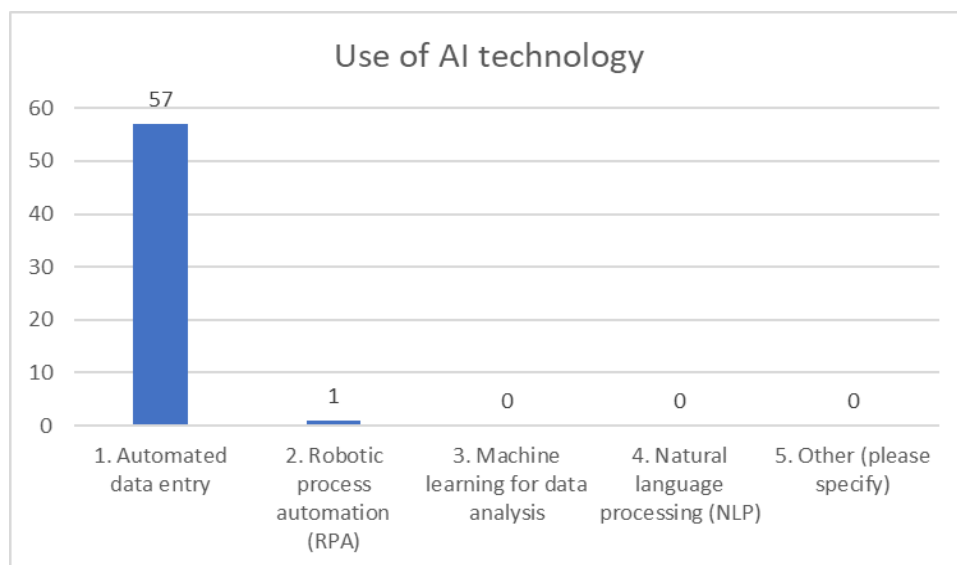 Use of AI technology
57
60
50
40
30
20
10
0
1
0
0
0
1. Automated
data entry
2. Robotic
process
automation
(RPA)
3. Machine
learning for data
analysis
4. Natural
language
processing (NLP)
5. Other (please
specify)